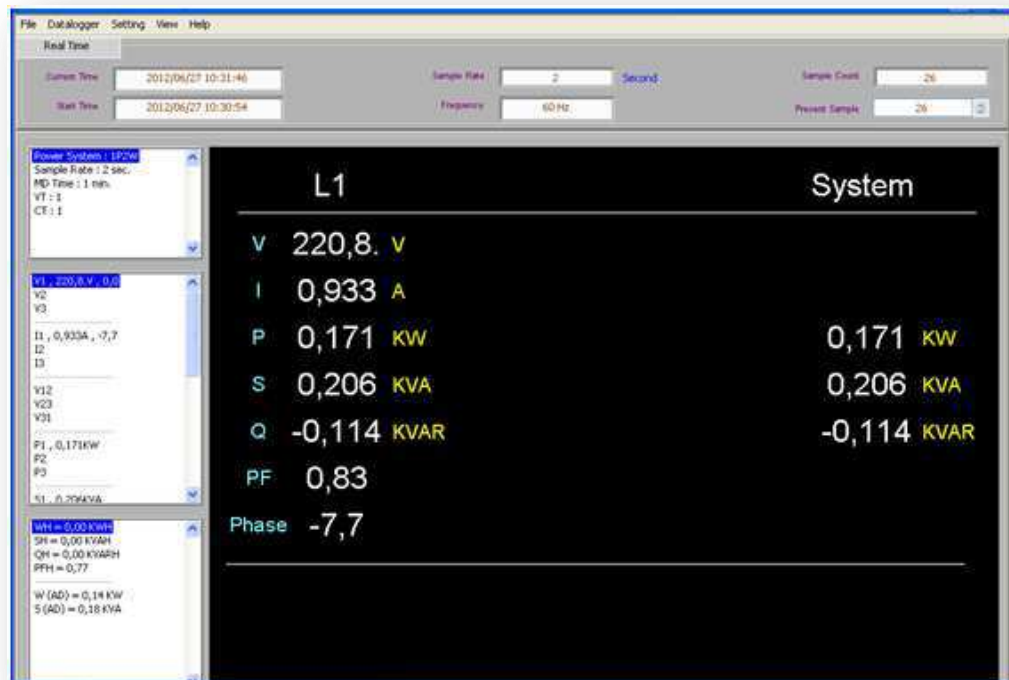 File Datalogger Setting View Help
Real Time
Current Time 2012/06/27 10:31:46 Sample Rate 2 Second Sample Count 26
Start Time 2012/06/27 10:30:54 Frequency 60 Hz Present Sample 26
Power System : 1P2W
Sample Rate : 2 sec.
MD Time : 1 min.
VT : 1
CT : 1
V1 , 220,8.V , 0,0
V2
V3
I1 , 0,933A , -7,7
I2
I3
V12
V23
V31
P1 , 0,171KW
P2
P3
S1 , 0,206KVA
WH = 0,00 KWH
SH = 0,00 KVAH
QH = 0,00 KVARH
PFH = 0,77
W (AD) = 0,14 KW
S (AD) = 0,18 KVA
L1 System
V 220,8. V
I 0,933 A
P 0,171 KW 0,171 KW
S 0,206 KVA 0,206 KVA
Q -0,114 KVAR -0,114 KVAR
PF 0,83
Phase -7,7